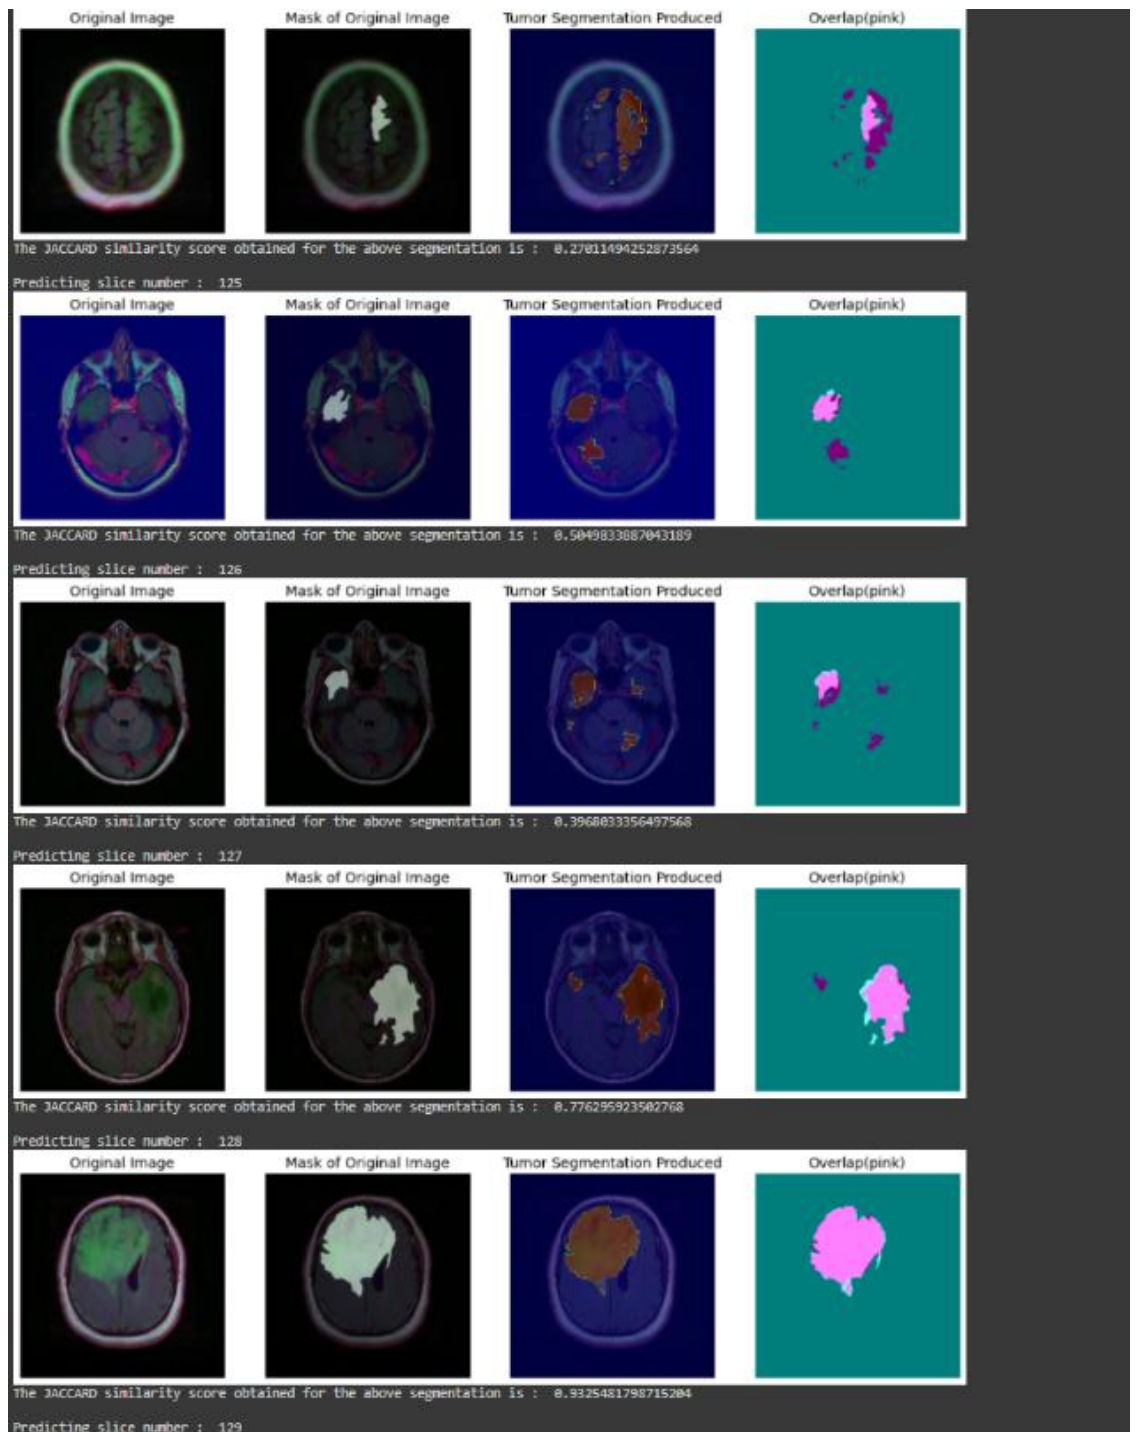 Original Image Mask of Original Image Tumor Segmentation Produced Overlap(pink)
The JACCARD similarity score obtained for the above segmentation is : 0.27011494252873564
Predicting slice number : 125
Original Image Mask of Original Image Tumor Segmentation Produced Overlap(pink)
The JACCARD similarity score obtained for the above segmentation is : 0.5049833887043189
Predicting slice number : 126
Original Image Mask of Original Image Tumor Segmentation Produced Overlap(pink)
The JACCARD similarity score obtained for the above segmentation is : 0.3968033356497568
Predicting slice number : 127
Original Image Mask of Original Image Tumor Segmentation Produced Overlap(pink)
The JACCARD similarity score obtained for the above segmentation is : 0.776295923502768
Predicting slice number : 128
Original Image Mask of Original Image Tumor Segmentation Produced Overlap(pink)
The JACCARD similarity score obtained for the above segmentation is : 0.9325481798715204
Predicting slice number : 129